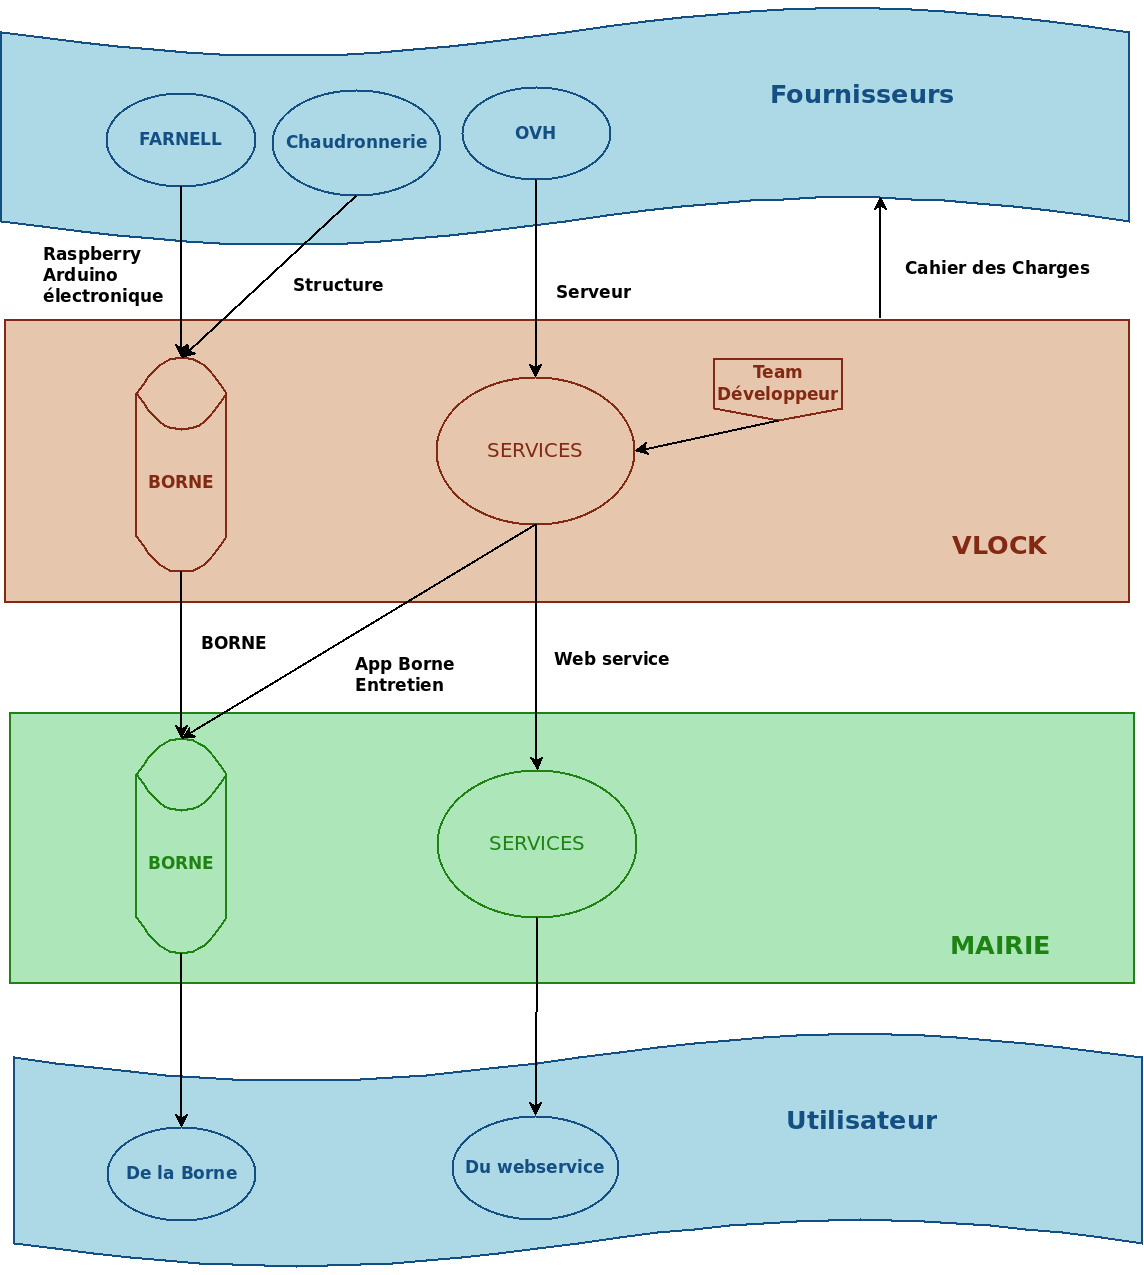 Fournisseurs
FARNELL
Chaudronnerie
OVH
Raspberry
Arduino
électronique
Structure
Serveur
Cahier des Charges
Team
Développeur
SERVICES
BORNE
VLOCK
BORNE
App Borne
Entretien
Web service
BORNE
SERVICES
MAIRIE
Utilisateur
De la Borne
Du webservice